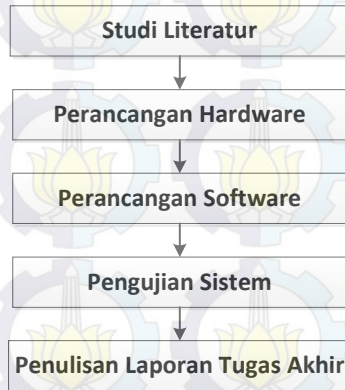 Studi Literatur
Perancangan Hardware
Perancangan Software
Pengujian Sistem
Penulisan Laporan Tugas Akhir